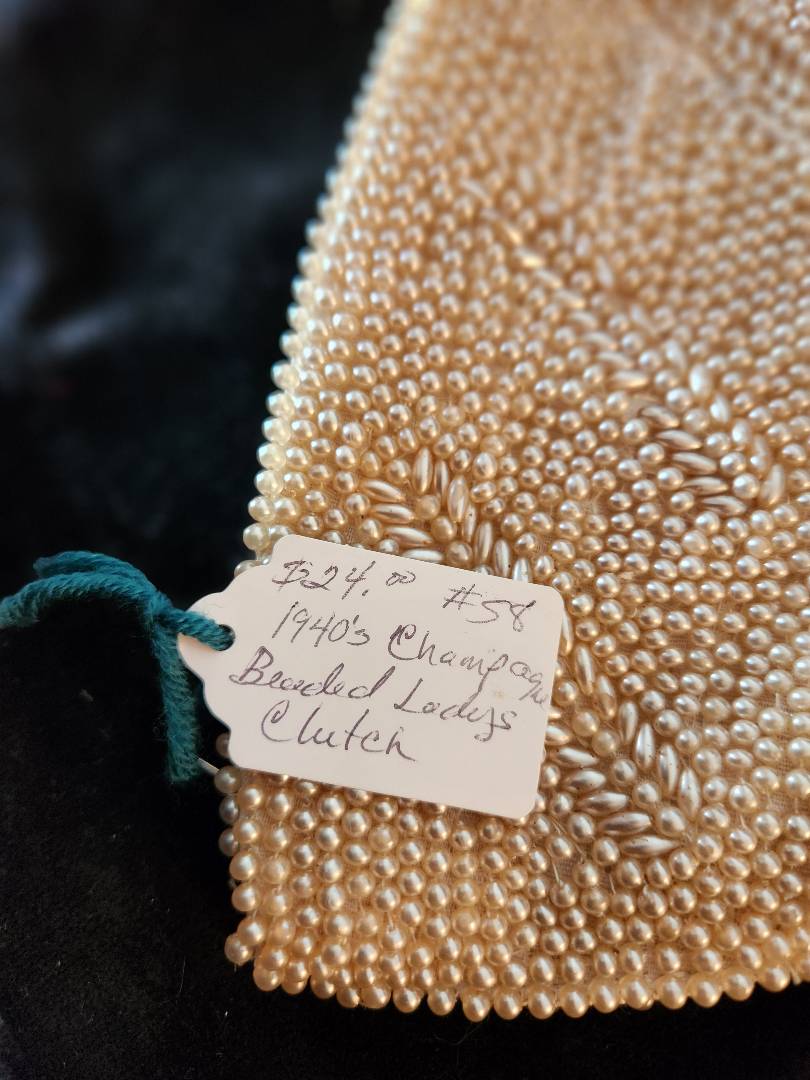 $24.00 #58
1940's Champagne
Beaded Ladys
Clutch